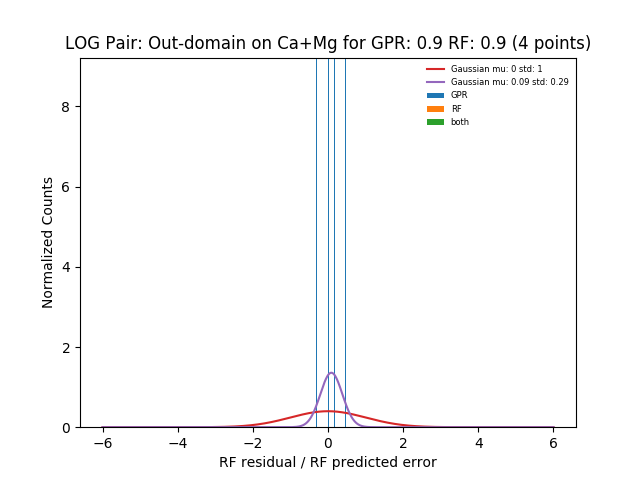 LOG Pair: Out-domain on Ca+Mg for GPR: 0.9 RF: 0.9 (4 points)
Gaussian mu: 0 std: 1
Gaussian mu: 0.09 std: 0.29
GPR
RF
both
Normalized Counts
8
6
4
2
0
−6 −4 −2 0 2 4 6
RF residual / RF predicted error